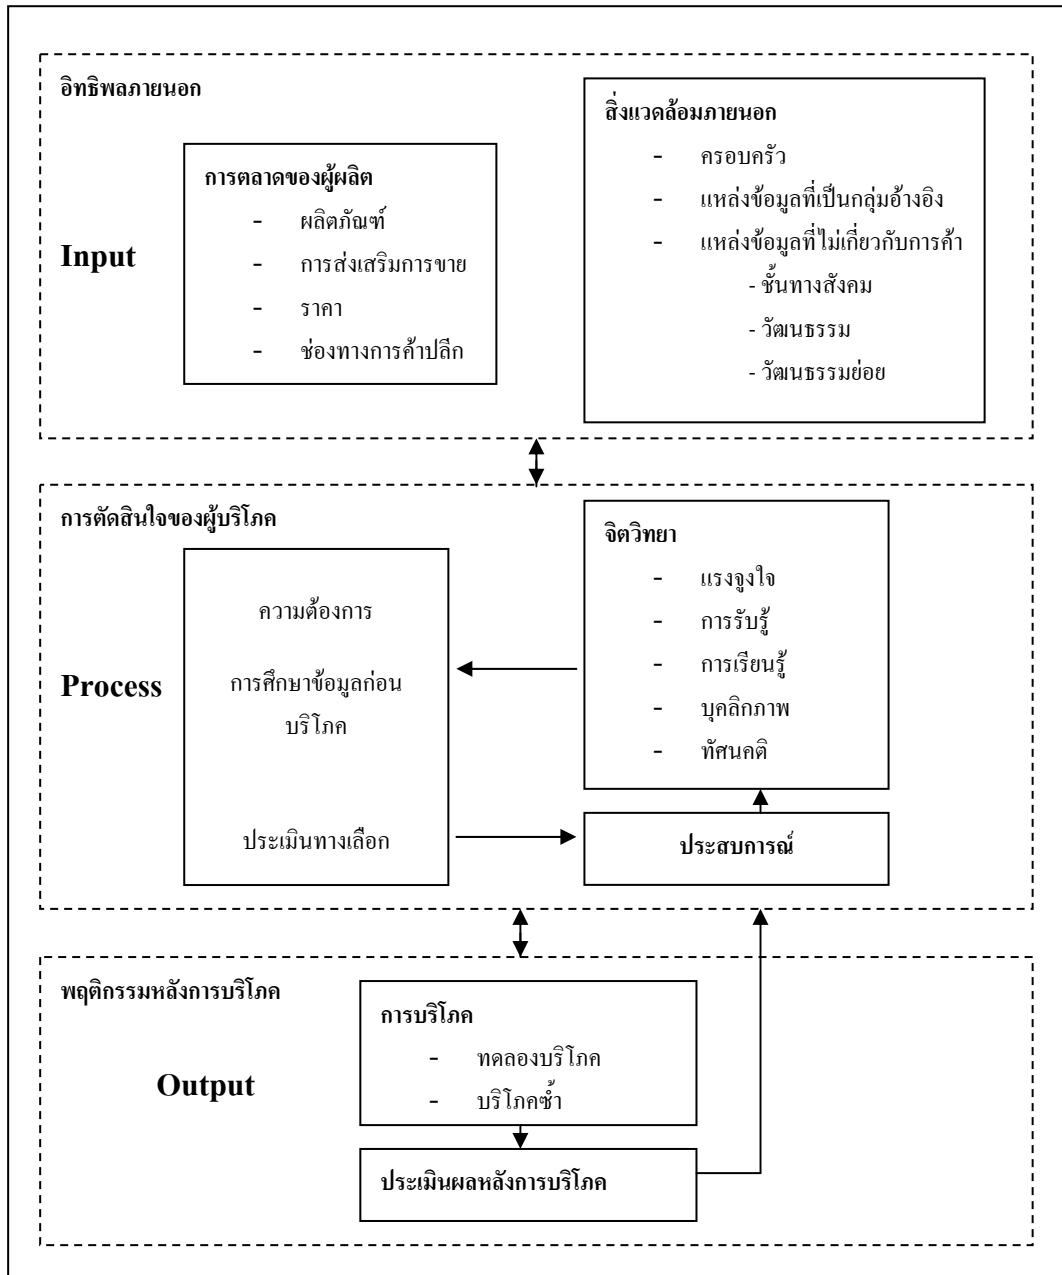 อิทธิพลภายนอก
Input
การตลาดของผู้ผลิต
- ผลิตภัณฑ์
- การส่งเสริมการขาย
- ราคา
- ช่องทางการค้าปลีก
สิ่งแวดล้อมภายนอก
- ครอบครัว
- แหล่งข้อมูลที่เป็นกลุ่มอ้างอิง
- แหล่งข้อมูลที่ไม่เกี่ยวกับการค้า
- ชั้นทางสังคม
- วัฒนธรรม
- วัฒนธรรมย่อย
การตัดสินใจของผู้บริโภค
Process
ความต้องการ
การศึกษาข้อมูลก่อน
บริโภค
ประเมินทางเลือก
จิตวิทยา
- แรงจูงใจ
- การรับรู้
- การเรียนรู้
- บุคลิกภาพ
- ทัศนคติ
ประสบการณ์
พฤติกรรมหลังการบริโภค
Output
การบริโภค
- ทดลองบริโภค
- บริโภคซ้ำ
ประเมินผลหลังการบริโภค